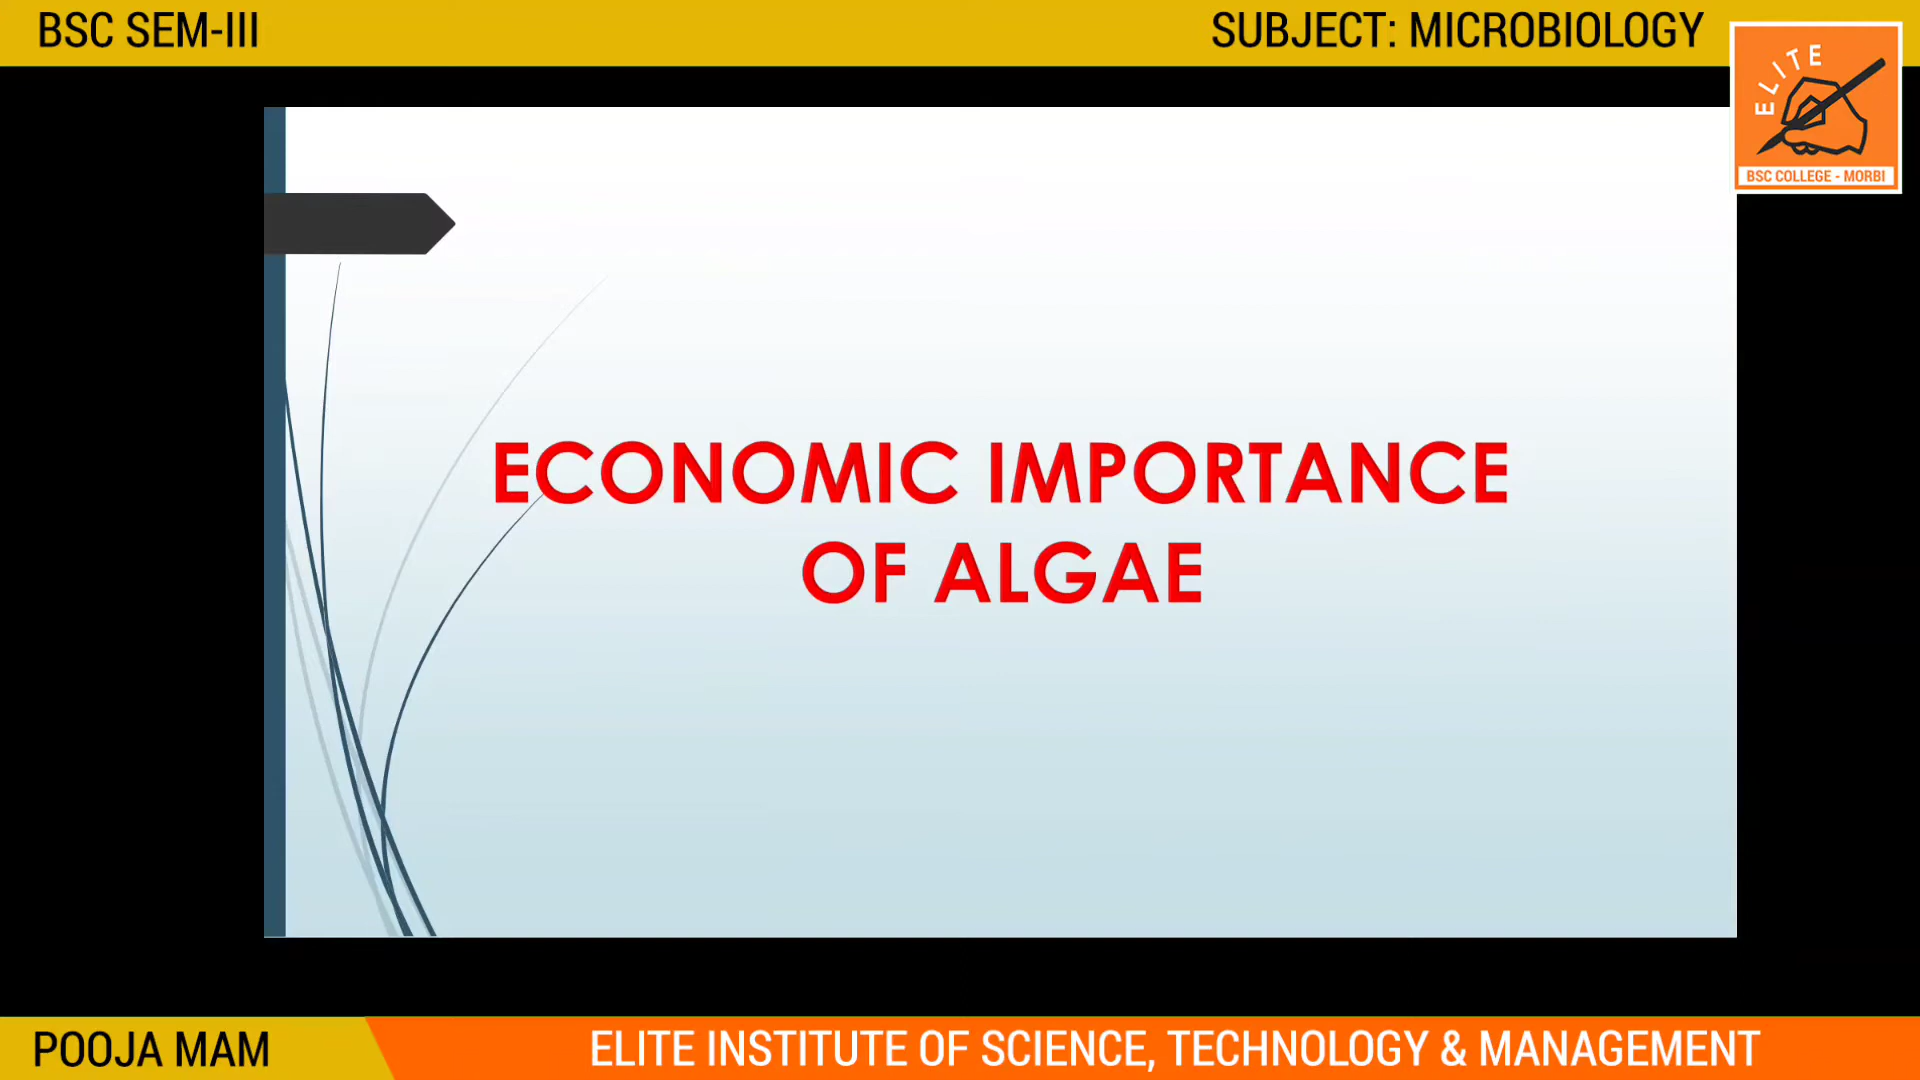 BSC SEM-III
SUBJECT: MICROBIOLOGY
ELITE
BSC COLLEGE - MORBI
ECONOMIC IMPORTANCE
OF ALGAE
POOJA MAM
ELITE INSTITUTE OF SCIENCE, TECHNOLOGY & MANAGEMENT